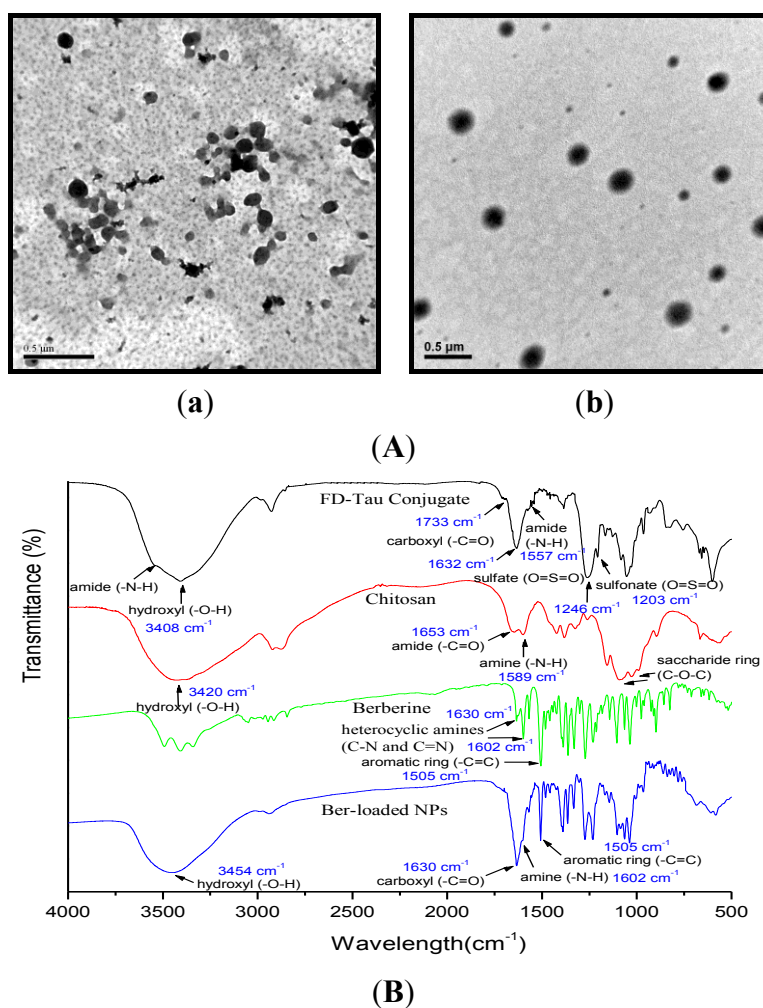 0.5 µm
0.5 µm
(a)
(b)
(A)
Transmittance (%)
FD-Tau Conjugate
1733 cm⁻¹
carboxyl (-C=O)
1632 cm⁻¹
amide
(-N-H)
1557 cm⁻¹
sulfate (O=S=O)
1246 cm⁻¹
sulfonate (O=S=O)
1203 cm⁻¹
amide (-N-H)
hydroxyl (-O-H)
3408 cm⁻¹
Chitosan
1653 cm⁻¹
amide (-C=O)
amine (-N-H)
1589 cm⁻¹
saccharide ring
(C-O-C)
3420 cm⁻¹
hydroxyl (-O-H)
Berberine
1630 cm⁻¹
heterocyclic amines
(C-N and C=N)
1602 cm⁻¹
aromatic ring (-C=C)
1505 cm⁻¹
Ber-loaded NPs
3454 cm⁻¹
hydroxyl (-O-H)
1630 cm⁻¹
carboxyl (-C=O)
1505 cm⁻¹
aromatic ring (-C=C)
amine (-N-H) 1602 cm⁻¹
4000 3500 3000 2500 2000 1500 1000 500
Wavelength(cm⁻¹)
(B)